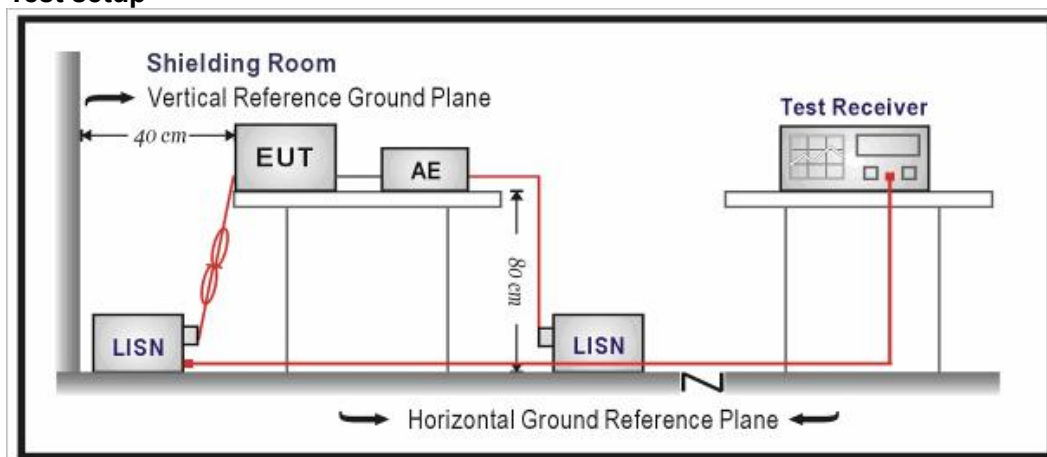 Test setup
Shielding Room
Vertical Reference Ground Plane
40 cm
EUT
AE
Test Receiver
80 cm
LISN
LISN
Horizontal Ground Reference Plane